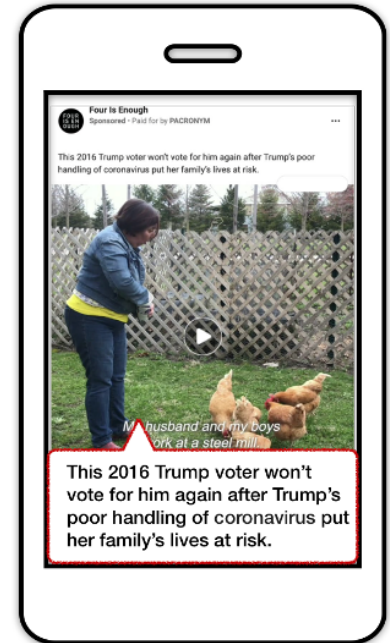 FOUR
IS EN
OUGH
Four Is Enough
Sponsored • Paid for by PACRONYM
This 2016 Trump voter won't vote for him again after Trump's poor
handling of coronavirus put her family's lives at risk.
My husband and my boys
work at a steel mill.
This 2016 Trump voter won't
vote for him again after Trump's
poor handling of coronavirus put
her family's lives at risk.